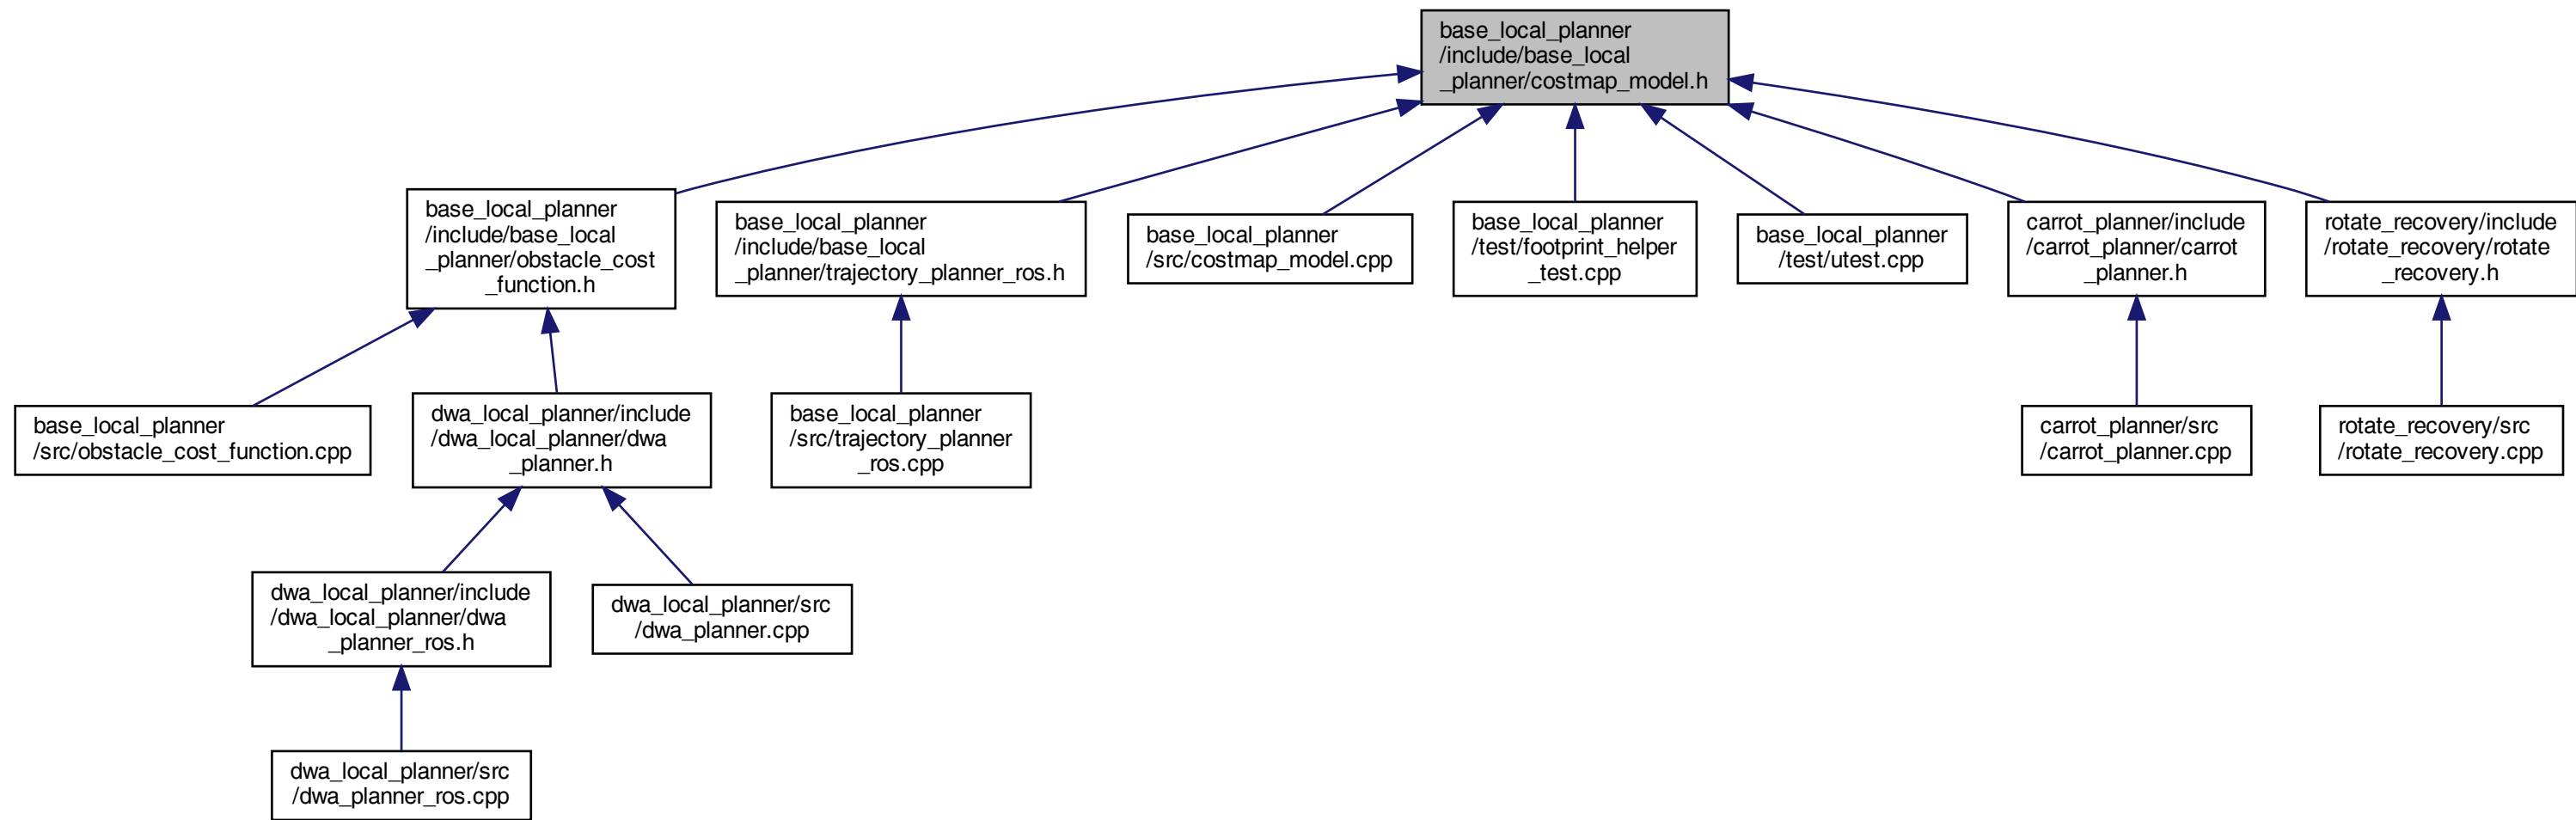 base_local_planner
/include/base_local
_planner/costmap_model.h
base_local_planner
/include/base_local
_planner/obstacle_cost
_function.h
base_local_planner
/include/base_local
_planner/trajectory_planner_ros.h
base_local_planner
/src/costmap_model.cpp
base_local_planner
/test/footprint_helper
_test.cpp
base_local_planner
/test/utest.cpp
carrot_planner/include
/carrot_planner/carrot
_planner.h
rotate_recovery/include
/rotate_recovery/rotate
_recovery.h
base_local_planner
/src/obstacle_cost_function.cpp
dwa_local_planner/include
/dwa_local_planner/dwa
_planner.h
base_local_planner
/src/trajectory_planner
_ros.cpp
carrot_planner/src
/carrot_planner.cpp
rotate_recovery/src
/rotate_recovery.cpp
dwa_local_planner/include
/dwa_local_planner/dwa
_planner_ros.h
dwa_local_planner/src
/dwa_planner.cpp
dwa_local_planner/src
/dwa_planner_ros.cpp